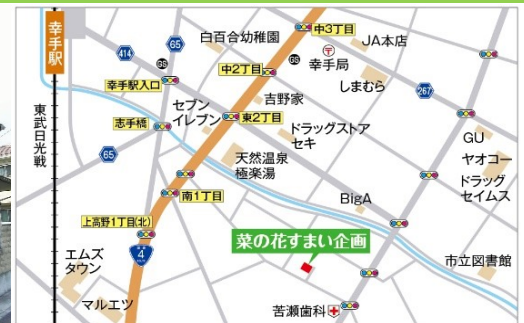 幸手駅
東武日光戦
414
65
白百合幼稚園
GS
幸手駅入口
志手橋
65
セブン
イレブン
中3丁目
中2丁目
GS
〒
幸手局
JA本店
しまむら
267
吉野家
東2丁目
ドラッグストア
セキ
天然温泉
極楽湯
南1丁目
上高野1丁目(北)
4
エムズ
タウン
マルエツ
GU
ヤオコー
ドラッグ
セイムス
BigA
菜の花すまい企画
市立図書館
苦瀬歯科